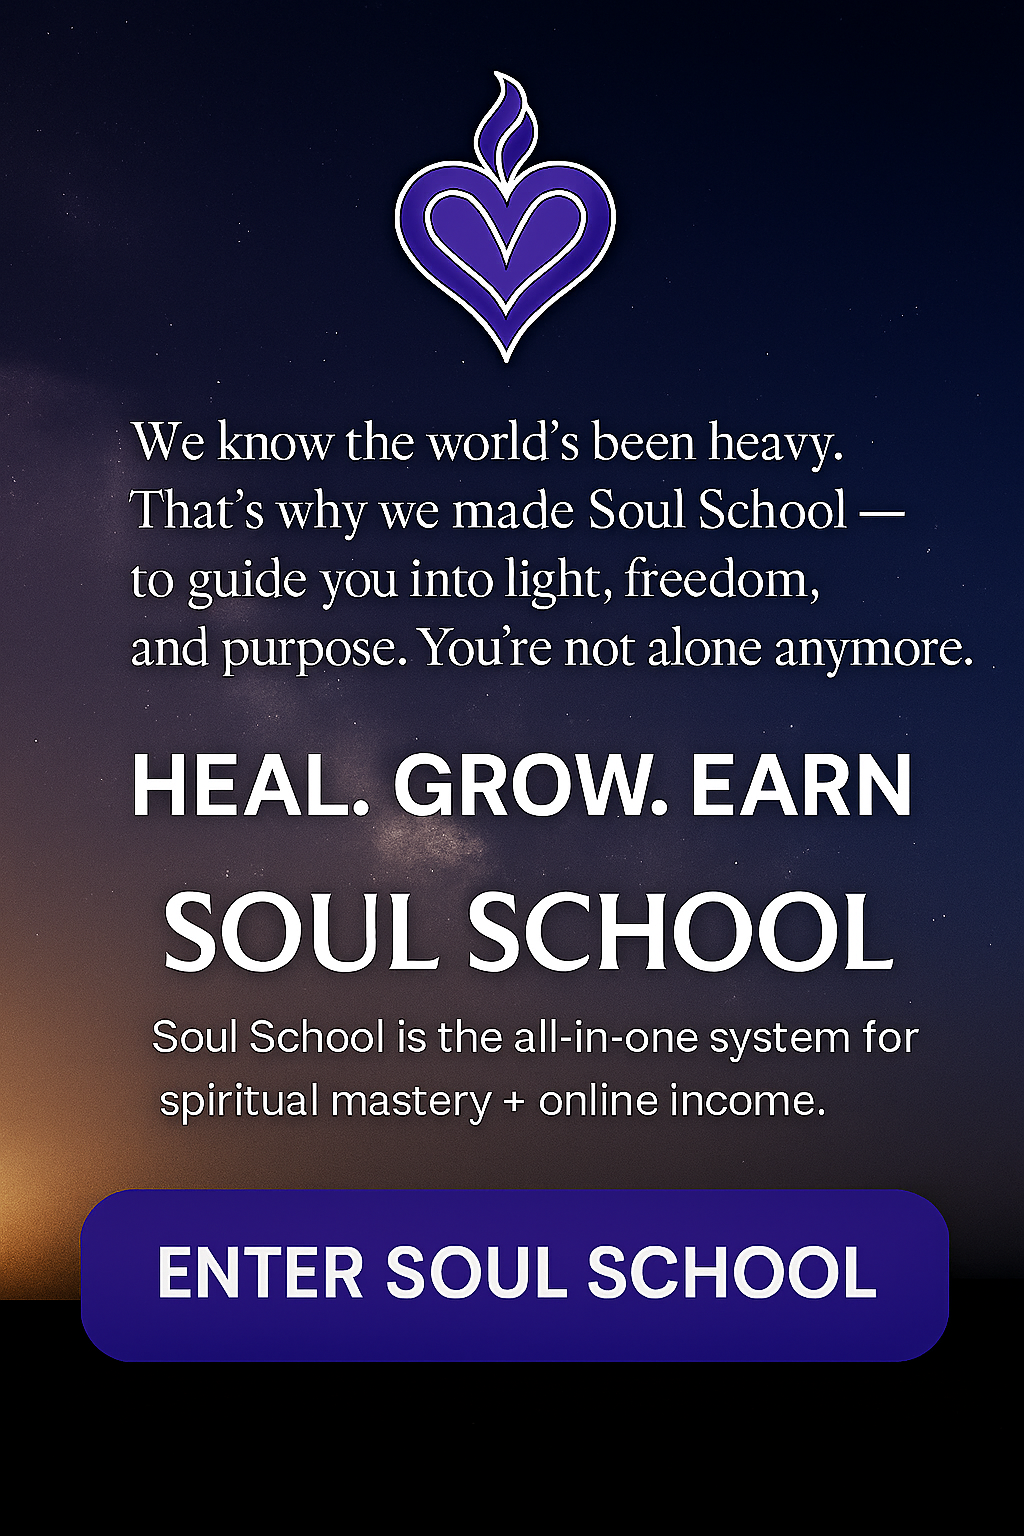 We know the world’s been heavy.
That’s why we made Soul School —
to guide you into light, freedom,
and purpose. You’re not alone anymore.
HEAL. GROW. EARN
SOUL SCHOOL
Soul School is the all-in-one system for
spiritual mastery + online income.
ENTER SOUL SCHOOL